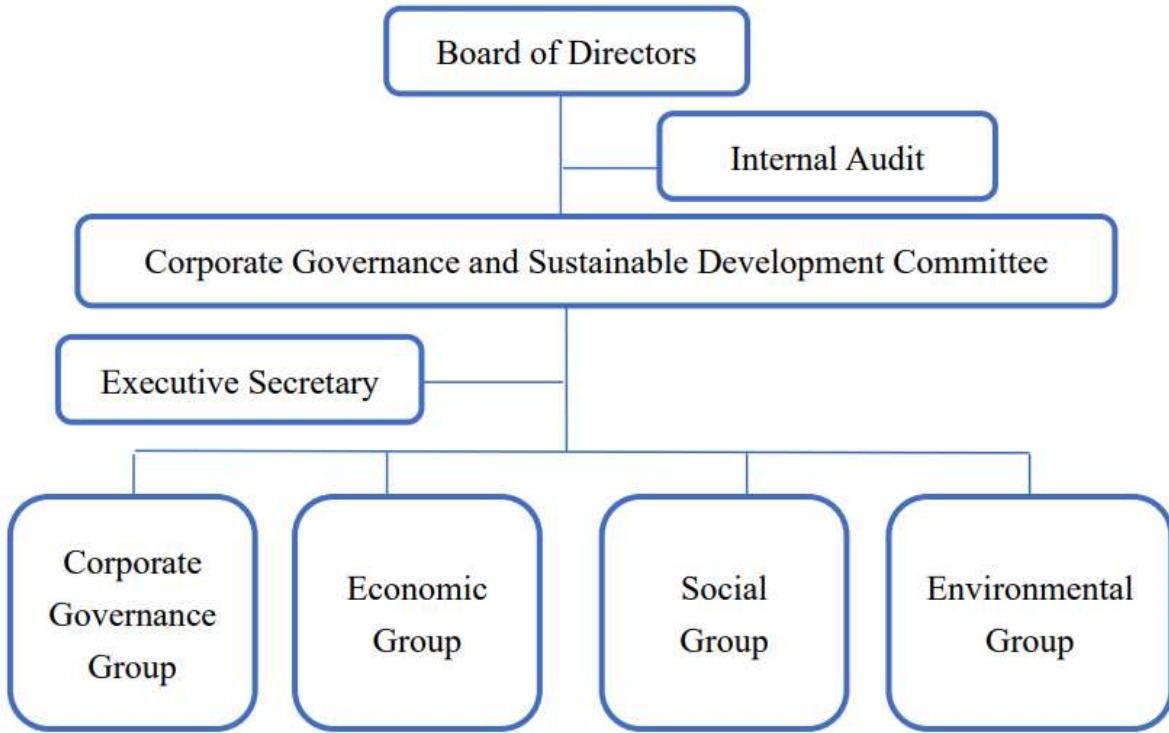 Board of Directors
Internal Audit
Corporate Governance and Sustainable Development Committee
Executive Secretary
Corporate
Governance
Group
Economic
Group
Social
Group
Environmental
Group